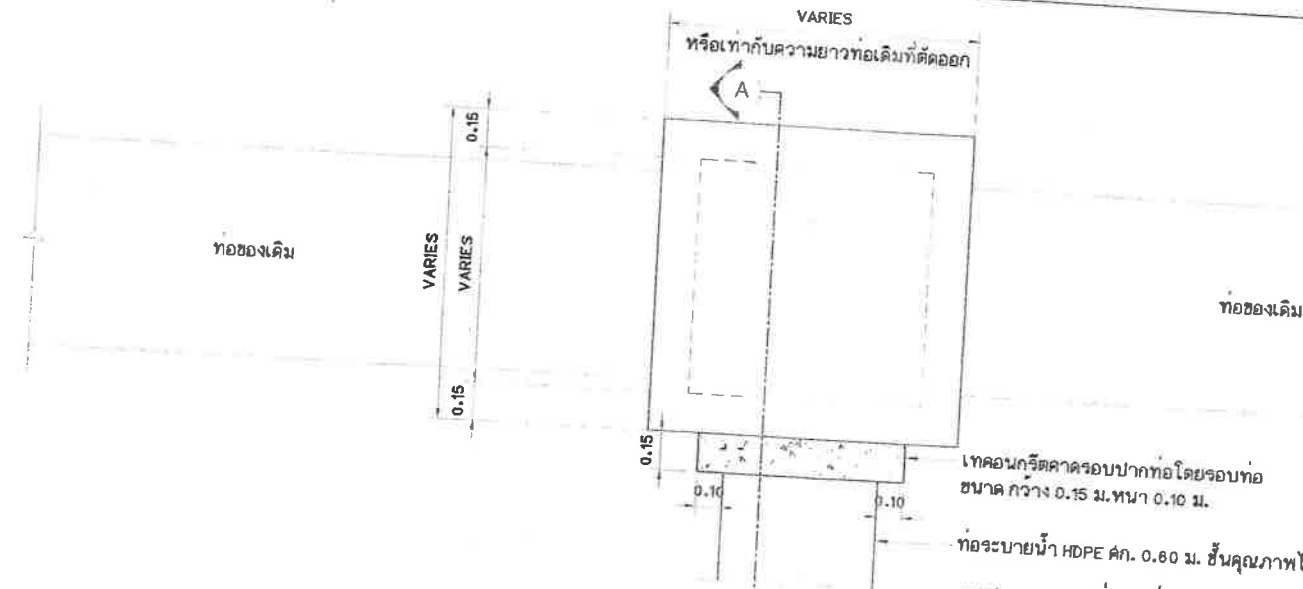 VARIES
หรือเท่ากับความยาวท่อเดิมที่ตัดออก
A
0.15
VARIES
VARIES
0.15
ท่อของเดิม
ท่อของเดิม
0.15
0.10
0.10
เทคอนกรีตดาดรอบปากท่อโดยรอบท่อ
ขนาด กว้าง 0.15 ม.หนา 0.10 ม.
ท่อระบายน้ำ HDPE ศก. 0.60 ม. ชั้นคุณภาพ